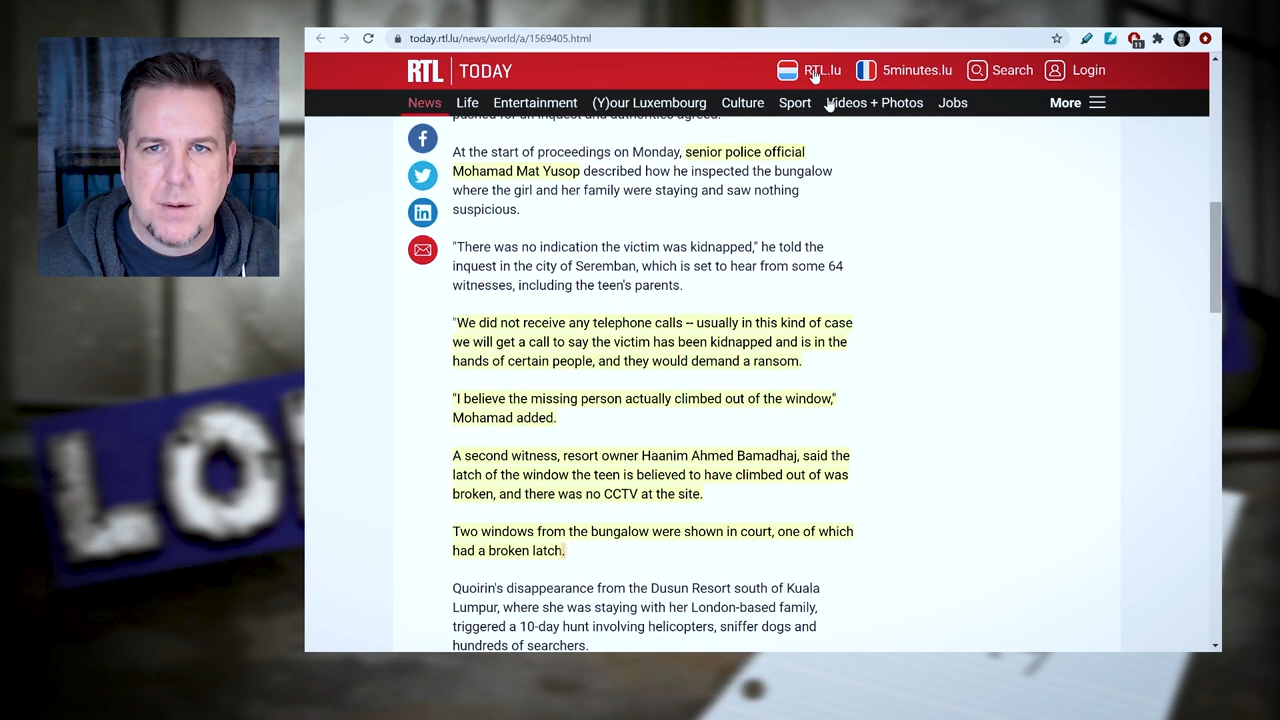 today.rtl.lu/news/world/a/1569405.html
11
RTL TODAY
RTL.lu
5minutes.lu
Search
Login
News Life Entertainment (Y)our Luxembourg Culture Sport Videos + Photos Jobs More
pushed for an inquest and authorities agreed.
At the start of proceedings on Monday, senior police official
Mohamad Mat Yusop described how he inspected the bungalow
where the girl and her family were staying and saw nothing
suspicious.
"There was no indication the victim was kidnapped," he told the
inquest in the city of Seremban, which is set to hear from some 64
witnesses, including the teen's parents.
"We did not receive any telephone calls -- usually in this kind of case
we will get a call to say the victim has been kidnapped and is in the
hands of certain people, and they would demand a ransom.
"I believe the missing person actually climbed out of the window,"
Mohamad added.
A second witness, resort owner Haanim Ahmed Bamadhaj, said the
latch of the window the teen is believed to have climbed out of was
broken, and there was no CCTV at the site.
Two windows from the bungalow were shown in court, one of which
had a broken latch.
Quoirin's disappearance from the Dusun Resort south of Kuala
Lumpur, where she was staying with her London-based family,
triggered a 10-day hunt involving helicopters, sniffer dogs and
hundreds of searchers.
LO